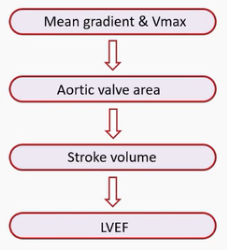 Mean gradient & Vmax
Aortic valve area
Stroke volume
LVEF